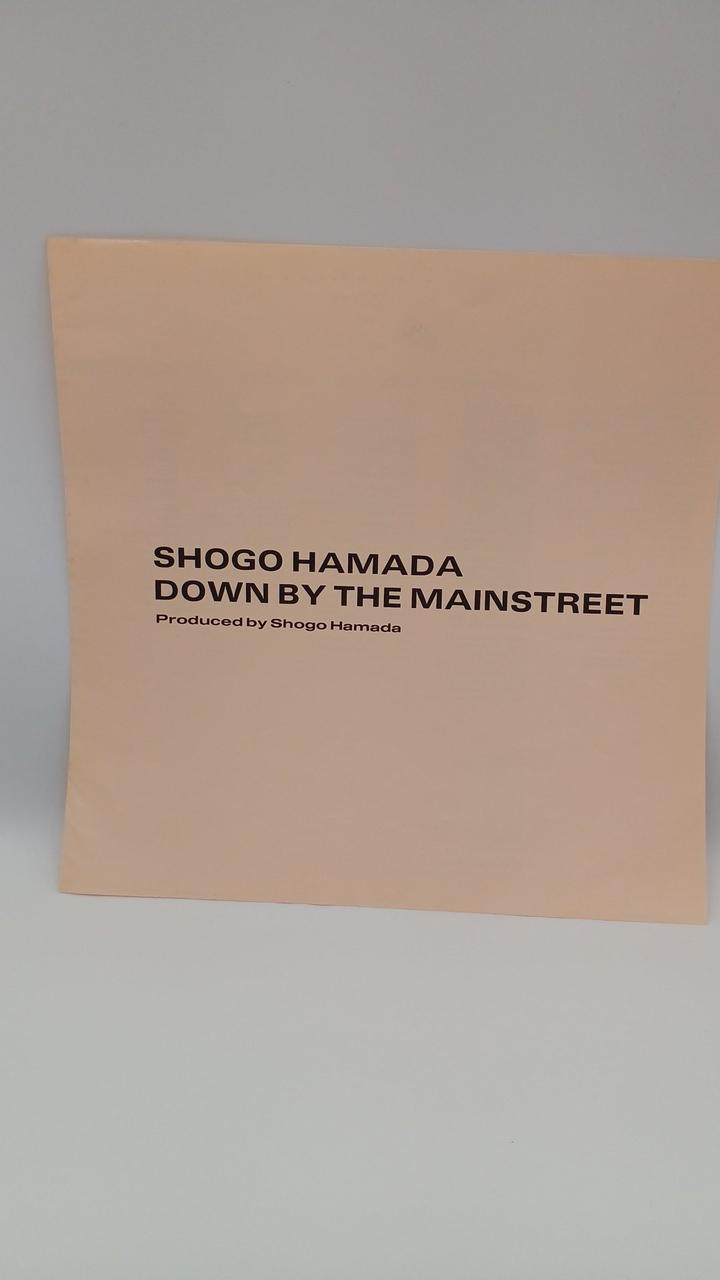 SHOGO HAMADA
DOWN BY THE MAINSTREET
Produced by Shogo Hamada